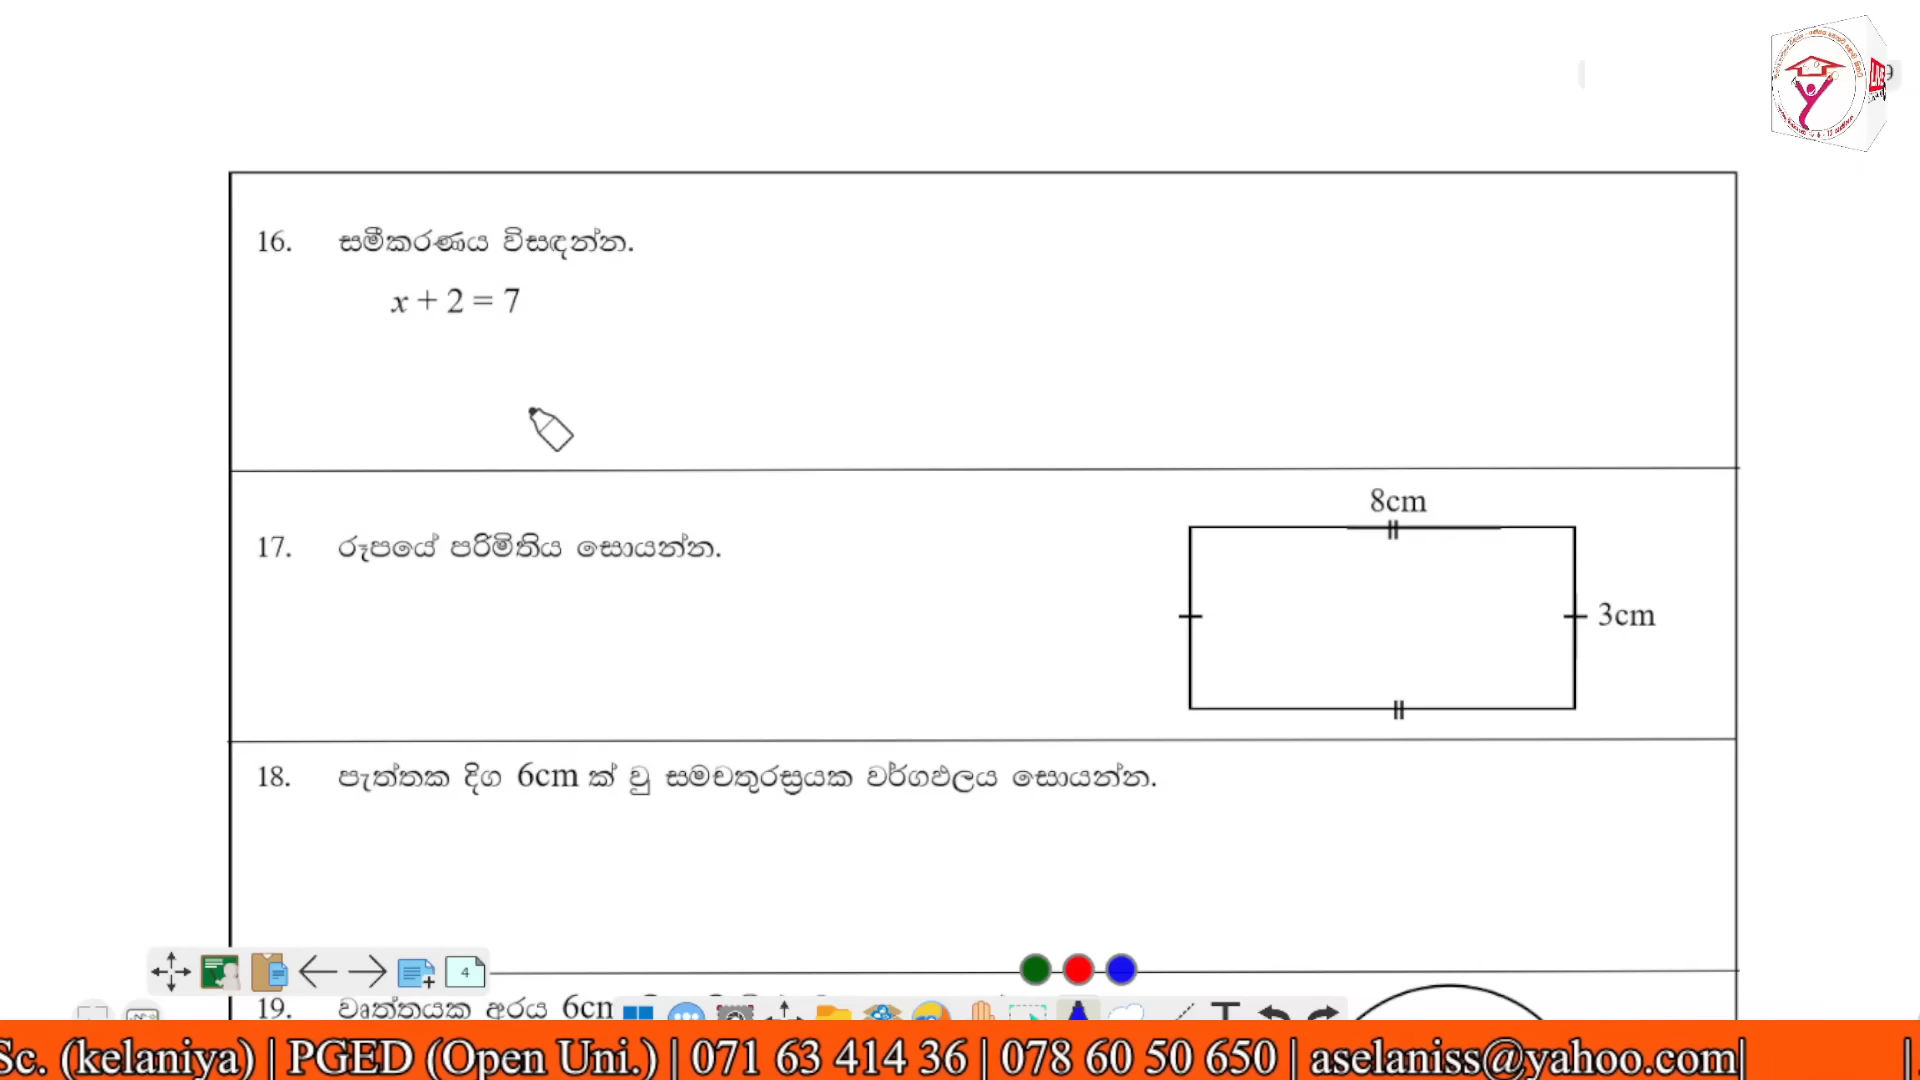 16. සමීකරණය විසඳන්න.
x + 2 = 7
8cm
17. රූපයේ පරිමිතිය සොයන්න.
3cm
18. පැත්තක දිග 6cm ක් වූ සමචතුරස්‍රයක වර්ගඵලය සොයන්න.
4
19. වෘත්තයක අරය 6cm
Sc. (kelaniya) | PGED (Open Uni.) | 071 63 414 36 | 078 60 50 650 | aselaniss@yahoo.com|